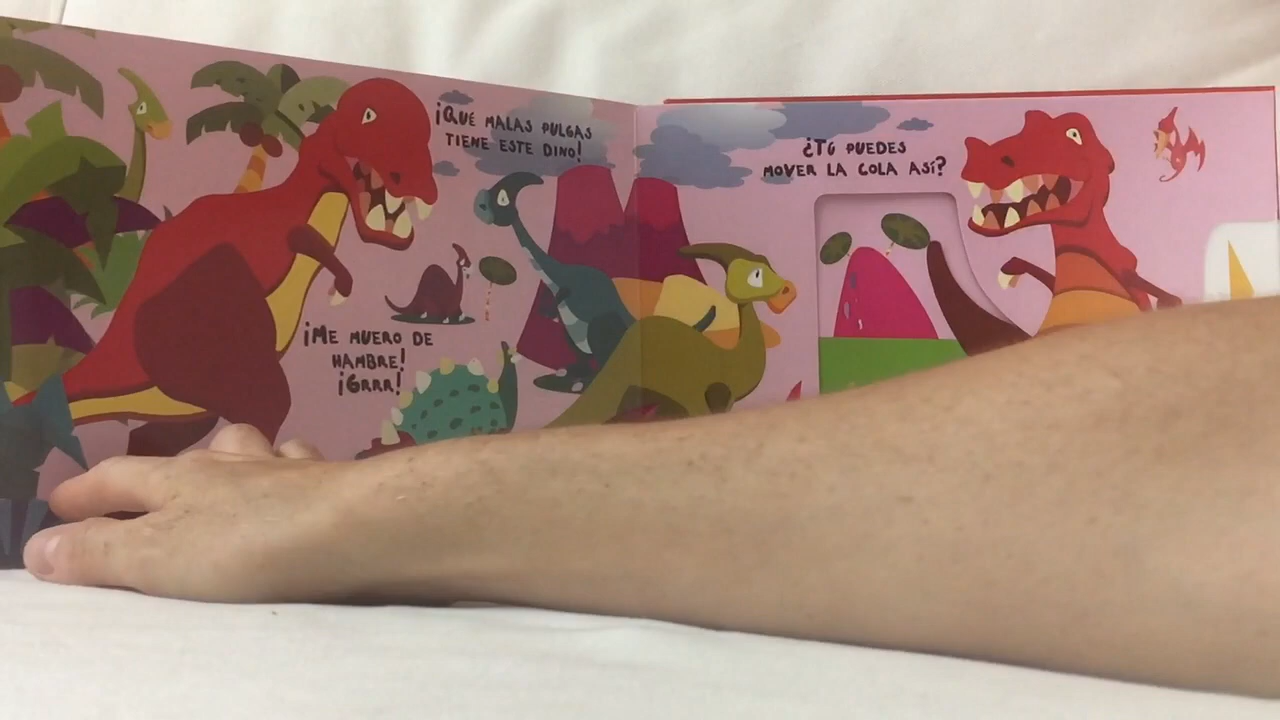 ¡QUÉ MALAS PULGAS
TIENE ESTE DINO!
¡ME MUERO DE
HAMBRE!
¡GRRR!
¿TÚ PUEDES
MOVER LA COLA ASÍ?